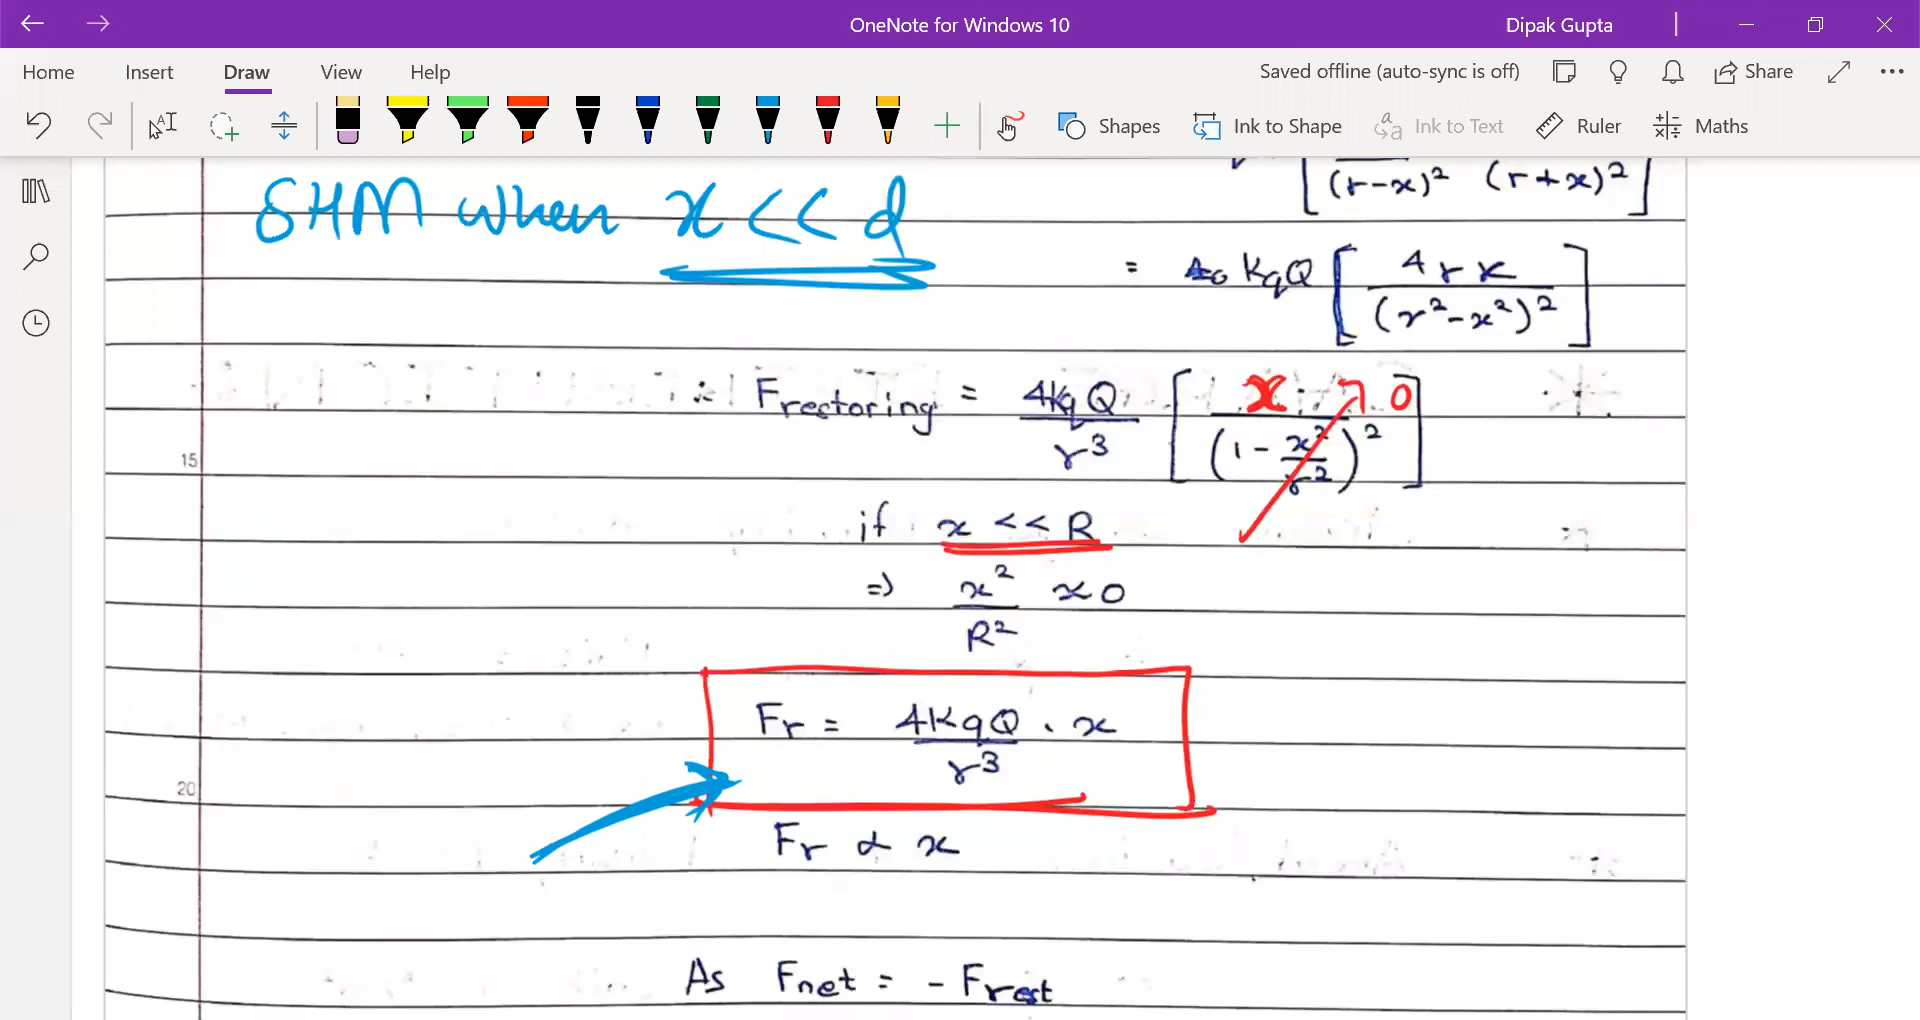 OneNote for Windows 10
Dipak Gupta
Home Insert Draw View Help
Saved offline (auto-sync is off) Share
Shapes Ink to Shape Ink to Text Ruler Maths
SHM when x << d
(r-x)² (r+x)²
= KqQ [4rx / (r²-x²)²]
∴ Frestoring = 4KqQ / r³ [x / (1 - x²/r²)²] → 0
15
if x << R
=> x²/R² ≈ 0
Fr = 4KqQ / r³ . x
20
Fr α x
As Fnet = - Frest